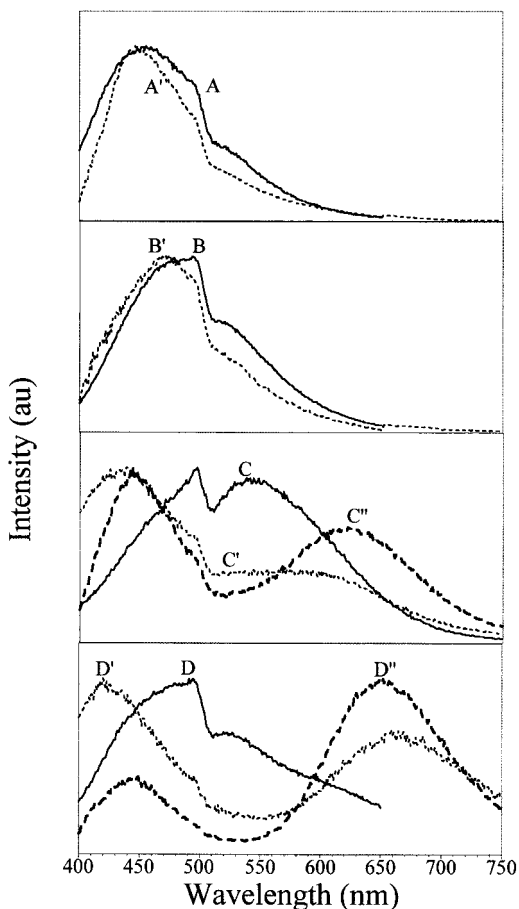 A' A
B' B
C
C''
C'
D' D D''
Intensity (au)
400 450 500 550 600 650 700 750
Wavelength (nm)